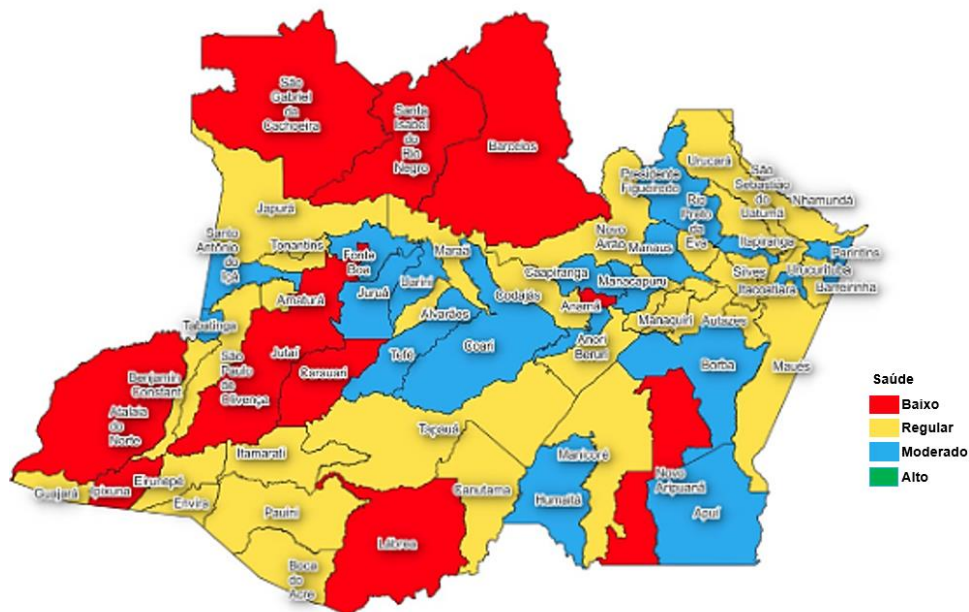 São
Gabriel
da
Cachoeira
Santa
Isabel
do
Rio
Negro
Barcelos
Urucará
São
Sebastião
do
Uatumã
Nhamundá
Presidente
Figueiredo
Rio
Preto
da
Eva
Japurá
Santo
Antônio
do
Içá
Tonantins
Fonte
Boa
Maraã
Novo
Airão
Manaus
Itapiranga
Parintins
Juruá
Uarini
Caapiranga
Manacapuru
Silves
Urucurituba
Itacoatiara
Barreirinha
Amaturá
Alvarães
Codajás
Anamã
Tabatinga
Manaquiri
Autazes
Jutaí
Tefé
Coari
Anori
Beruri
Borba
Maués
Benjamin
Constant
São
Paulo
de
Olivença
Carauari
Atalaia
do
Norte
Tapauá
Itamarati
Manicoré
Novo
Aripuanã
Guajará
Ipixuna
Eirunepé
Envira
Canutama
Humaitá
Apuí
Pauini
Lábrea
Boca
do
Acre
Saúde
Baixo
Regular
Moderado
Alto